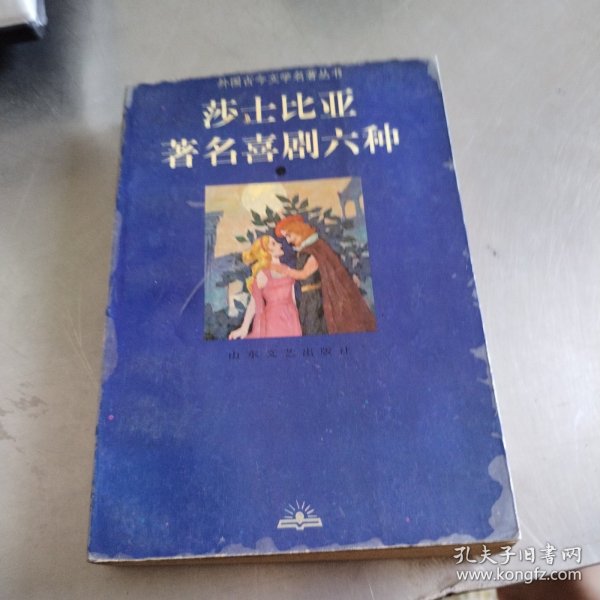 外国古今文学名著丛书
莎士比亚
著名喜剧六种
山东文艺出版社
孔夫子旧书网
www.kongfz.com